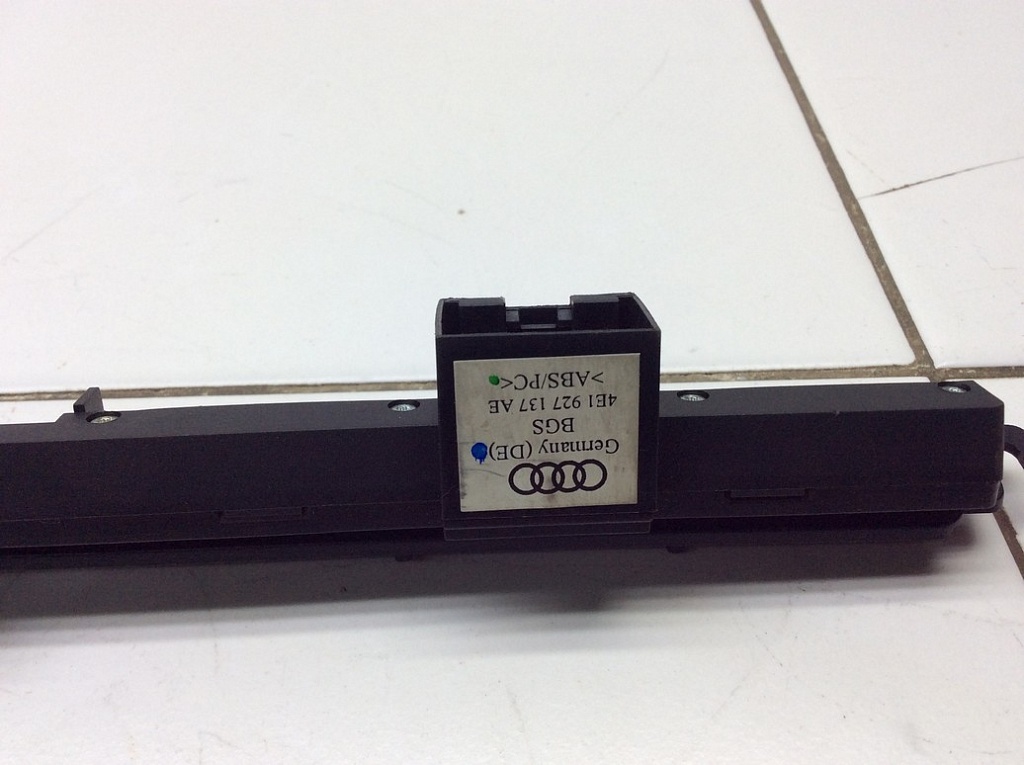 Germany (DE)
BGS
4E1 927 137 AE
>ABS/PC<